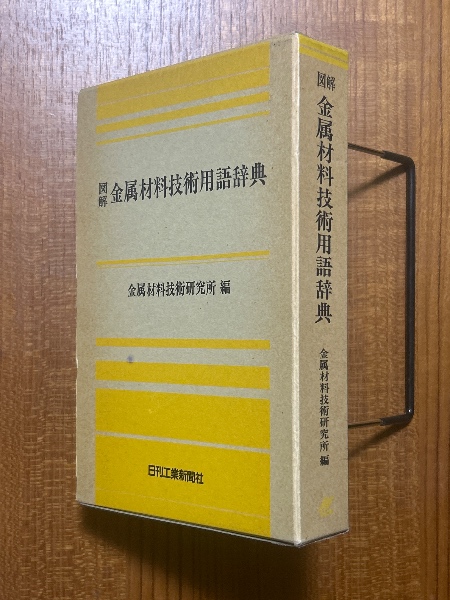 図解 金属材料技術用語辞典
金属材料技術研究所 編
日刊工業新聞社
図解 金属材料技術用語辞典
金属材料技術研究所 編